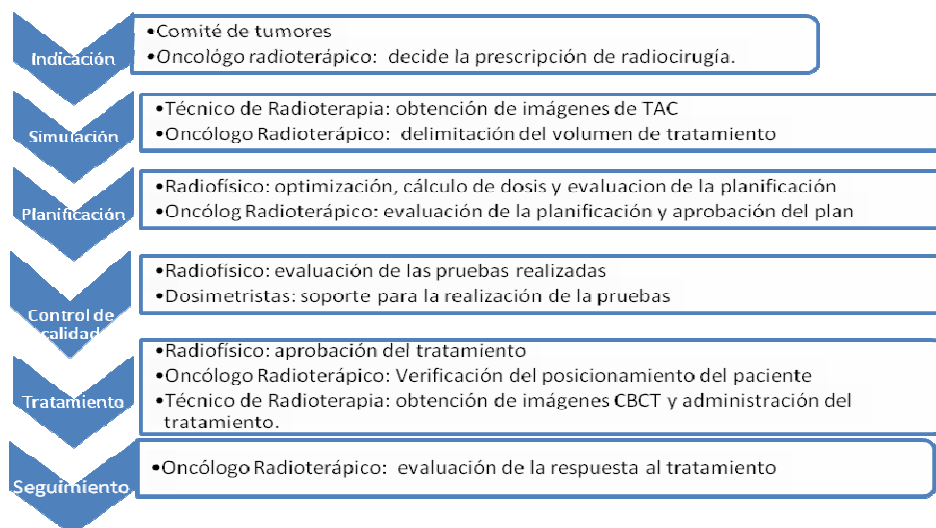 Indicación
•Comité de tumores
•Oncológo radioterápico: decide la prescripción de radiocirugía.
Simulación
•Técnico de Radioterapia: obtención de imágenes de TAC
•Oncólogo Radioterápico: delimitación del volumen de tratamiento
Planificación
•Radiofísico: optimización, cálculo de dosis y evaluacion de la planificación
•Oncólog Radioterápico: evaluación de la planificación y aprobación del plan
Control de
calidad
•Radiofísico: evaluación de las pruebas realizadas
•Dosimetristas: soporte para la realización de la pruebas
Tratamiento
•Radiofísico: aprobación del tratamiento
•Oncólogo Radioterápico: Verificación del posicionamiento del paciente
•Técnico de Radioterapia: obtención de imágenes CBCT y administración del
tratamiento.
Seguimiento
•Oncólogo Radioterápico: evaluación de la respuesta al tratamiento